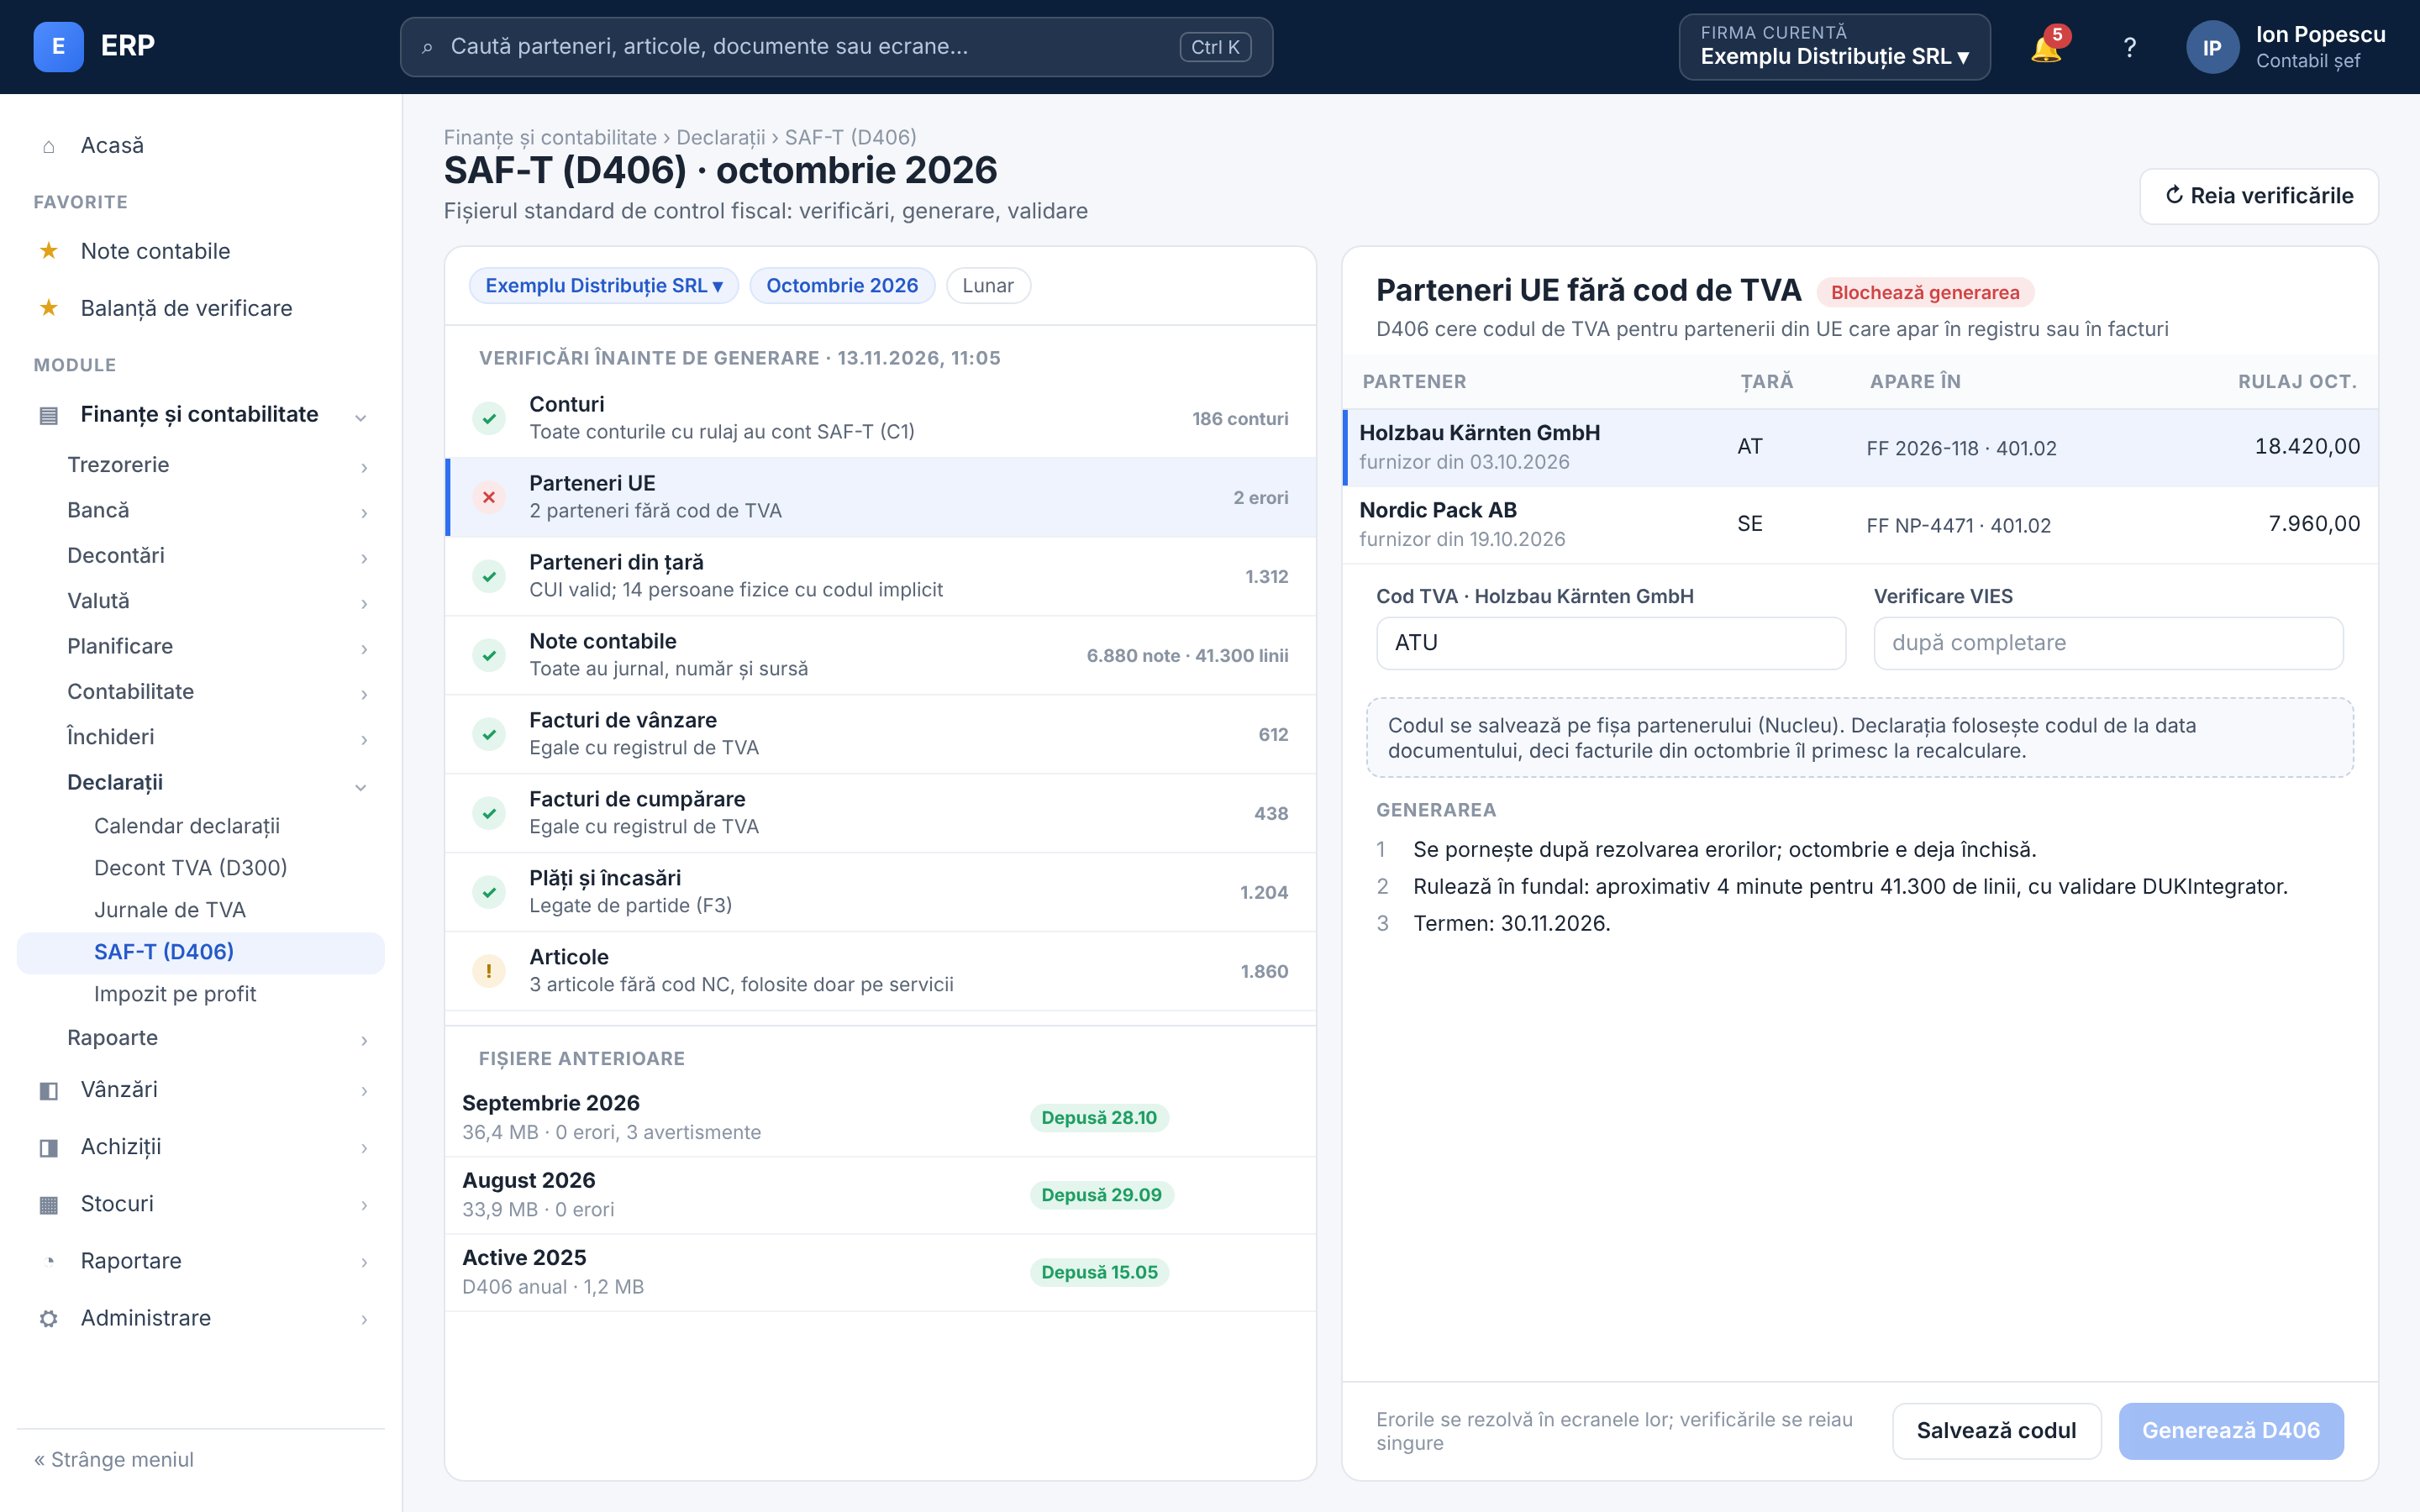 E
ERP
Caută parteneri, articole, documente sau ecrane...
Ctrl K
FIRMA CURENTĂ
Exemplu Distribuție SRL ▾
5
?
IP
Ion Popescu
Contabil șef
Acasă
FAVORITE
★ Note contabile
★ Balanță de verificare
MODULE
Finanțe și contabilitate
Trezorerie ›
Bancă ›
Decontări ›
Valută ›
Planificare ›
Contabilitate ›
Închideri ›
Declarații
Calendar declarații
Decont TVA (D300)
Jurnale de TVA
SAF-T (D406)
Impozit pe profit
Rapoarte ›
Vânzări ›
Achiziții ›
Stocuri ›
Raportare ›
Administrare ›
« Strânge meniul
Finanțe și contabilitate › Declarații › SAF-T (D406)
SAF-T (D406) · octombrie 2026
Fișierul standard de control fiscal: verificări, generare, validare
↻ Reia verificările
Exemplu Distribuție SRL ▾
Octombrie 2026
Lunar
VERIFICĂRI ÎNAINTE DE GENERARE · 13.11.2026, 11:05
Conturi
Toate conturile cu rulaj au cont SAF-T (C1)
186 conturi
Parteneri UE
2 parteneri fără cod de TVA
2 erori
Parteneri din țară
CUI valid; 14 persoane fizice cu codul implicit
1.312
Note contabile
Toate au jurnal, număr și sursă
6.880 note · 41.300 linii
Facturi de vânzare
Egale cu registrul de TVA
612
Facturi de cumpărare
Egale cu registrul de TVA
438
Plăți și încasări
Legate de partide (F3)
1.204
!
Articole
3 articole fără cod NC, folosite doar pe servicii
1.860
FIȘIERE ANTERIOARE
Septembrie 2026
36,4 MB · 0 erori, 3 avertismente
Depusă 28.10
August 2026
33,9 MB · 0 erori
Depusă 29.09
Active 2025
D406 anual · 1,2 MB
Depusă 15.05
Parteneri UE fără cod de TVA
Blochează generarea
D406 cere codul de TVA pentru partenerii din UE care apar în registru sau în facturi
PARTENER ȚARĂ APARE ÎN RULAJ OCT.
Holzbau Kärnten GmbH
furnizor din 03.10.2026
AT
FF 2026-118 · 401.02
18.420,00
Nordic Pack AB
furnizor din 19.10.2026
SE
FF NP-4471 · 401.02
7.960,00
Cod TVA · Holzbau Kärnten GmbH
ATU
Verificare VIES
după completare
Codul se salvează pe fișa partenerului (Nucleu). Declarația folosește codul de la data
documentului, deci facturile din octombrie îl primesc la recalculare.
GENERAREA
1 Se pornește după rezolvarea erorilor; octombrie e deja închisă.
2 Rulează în fundal: aproximativ 4 minute pentru 41.300 de linii, cu validare DUKIntegrator.
3 Termen: 30.11.2026.
Erorile se rezolvă în ecranele lor; verificările se reiau
singure
Salvează codul
Generează D406